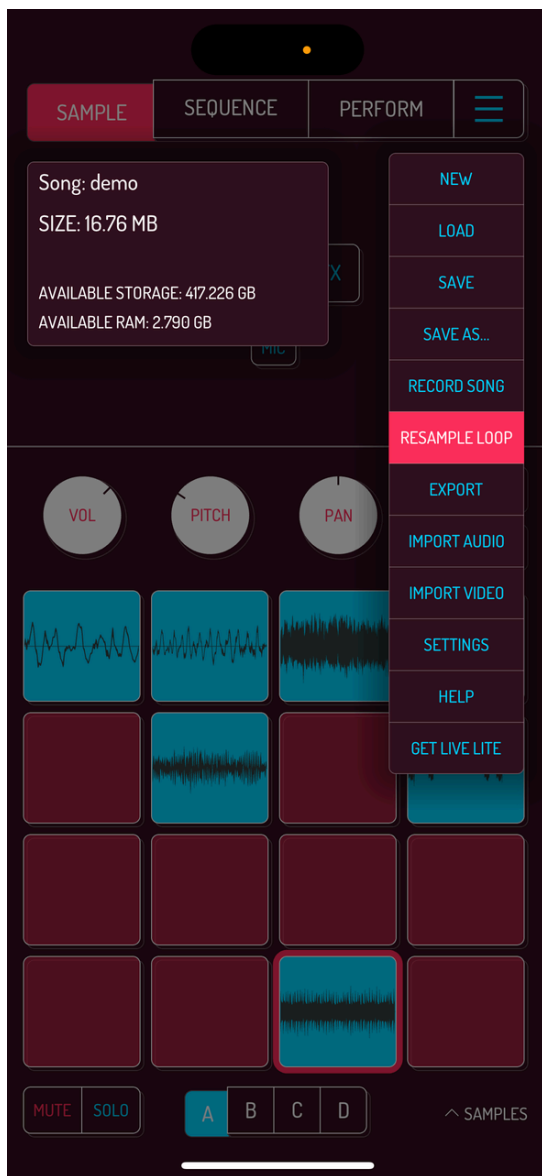 SAMPLE
SEQUENCE
PERFORM
Song: demo
SIZE: 16.76 MB
AVAILABLE STORAGE: 417.226 GB
AVAILABLE RAM: 2.790 GB
X
MIC
NEW
LOAD
SAVE
SAVE AS...
RECORD SONG
RESAMPLE LOOP
EXPORT
IMPORT AUDIO
IMPORT VIDEO
SETTINGS
HELP
GET LIVE LITE
VOL
PITCH
PAN
MUTE
SOLO
A
B
C
D
SAMPLES